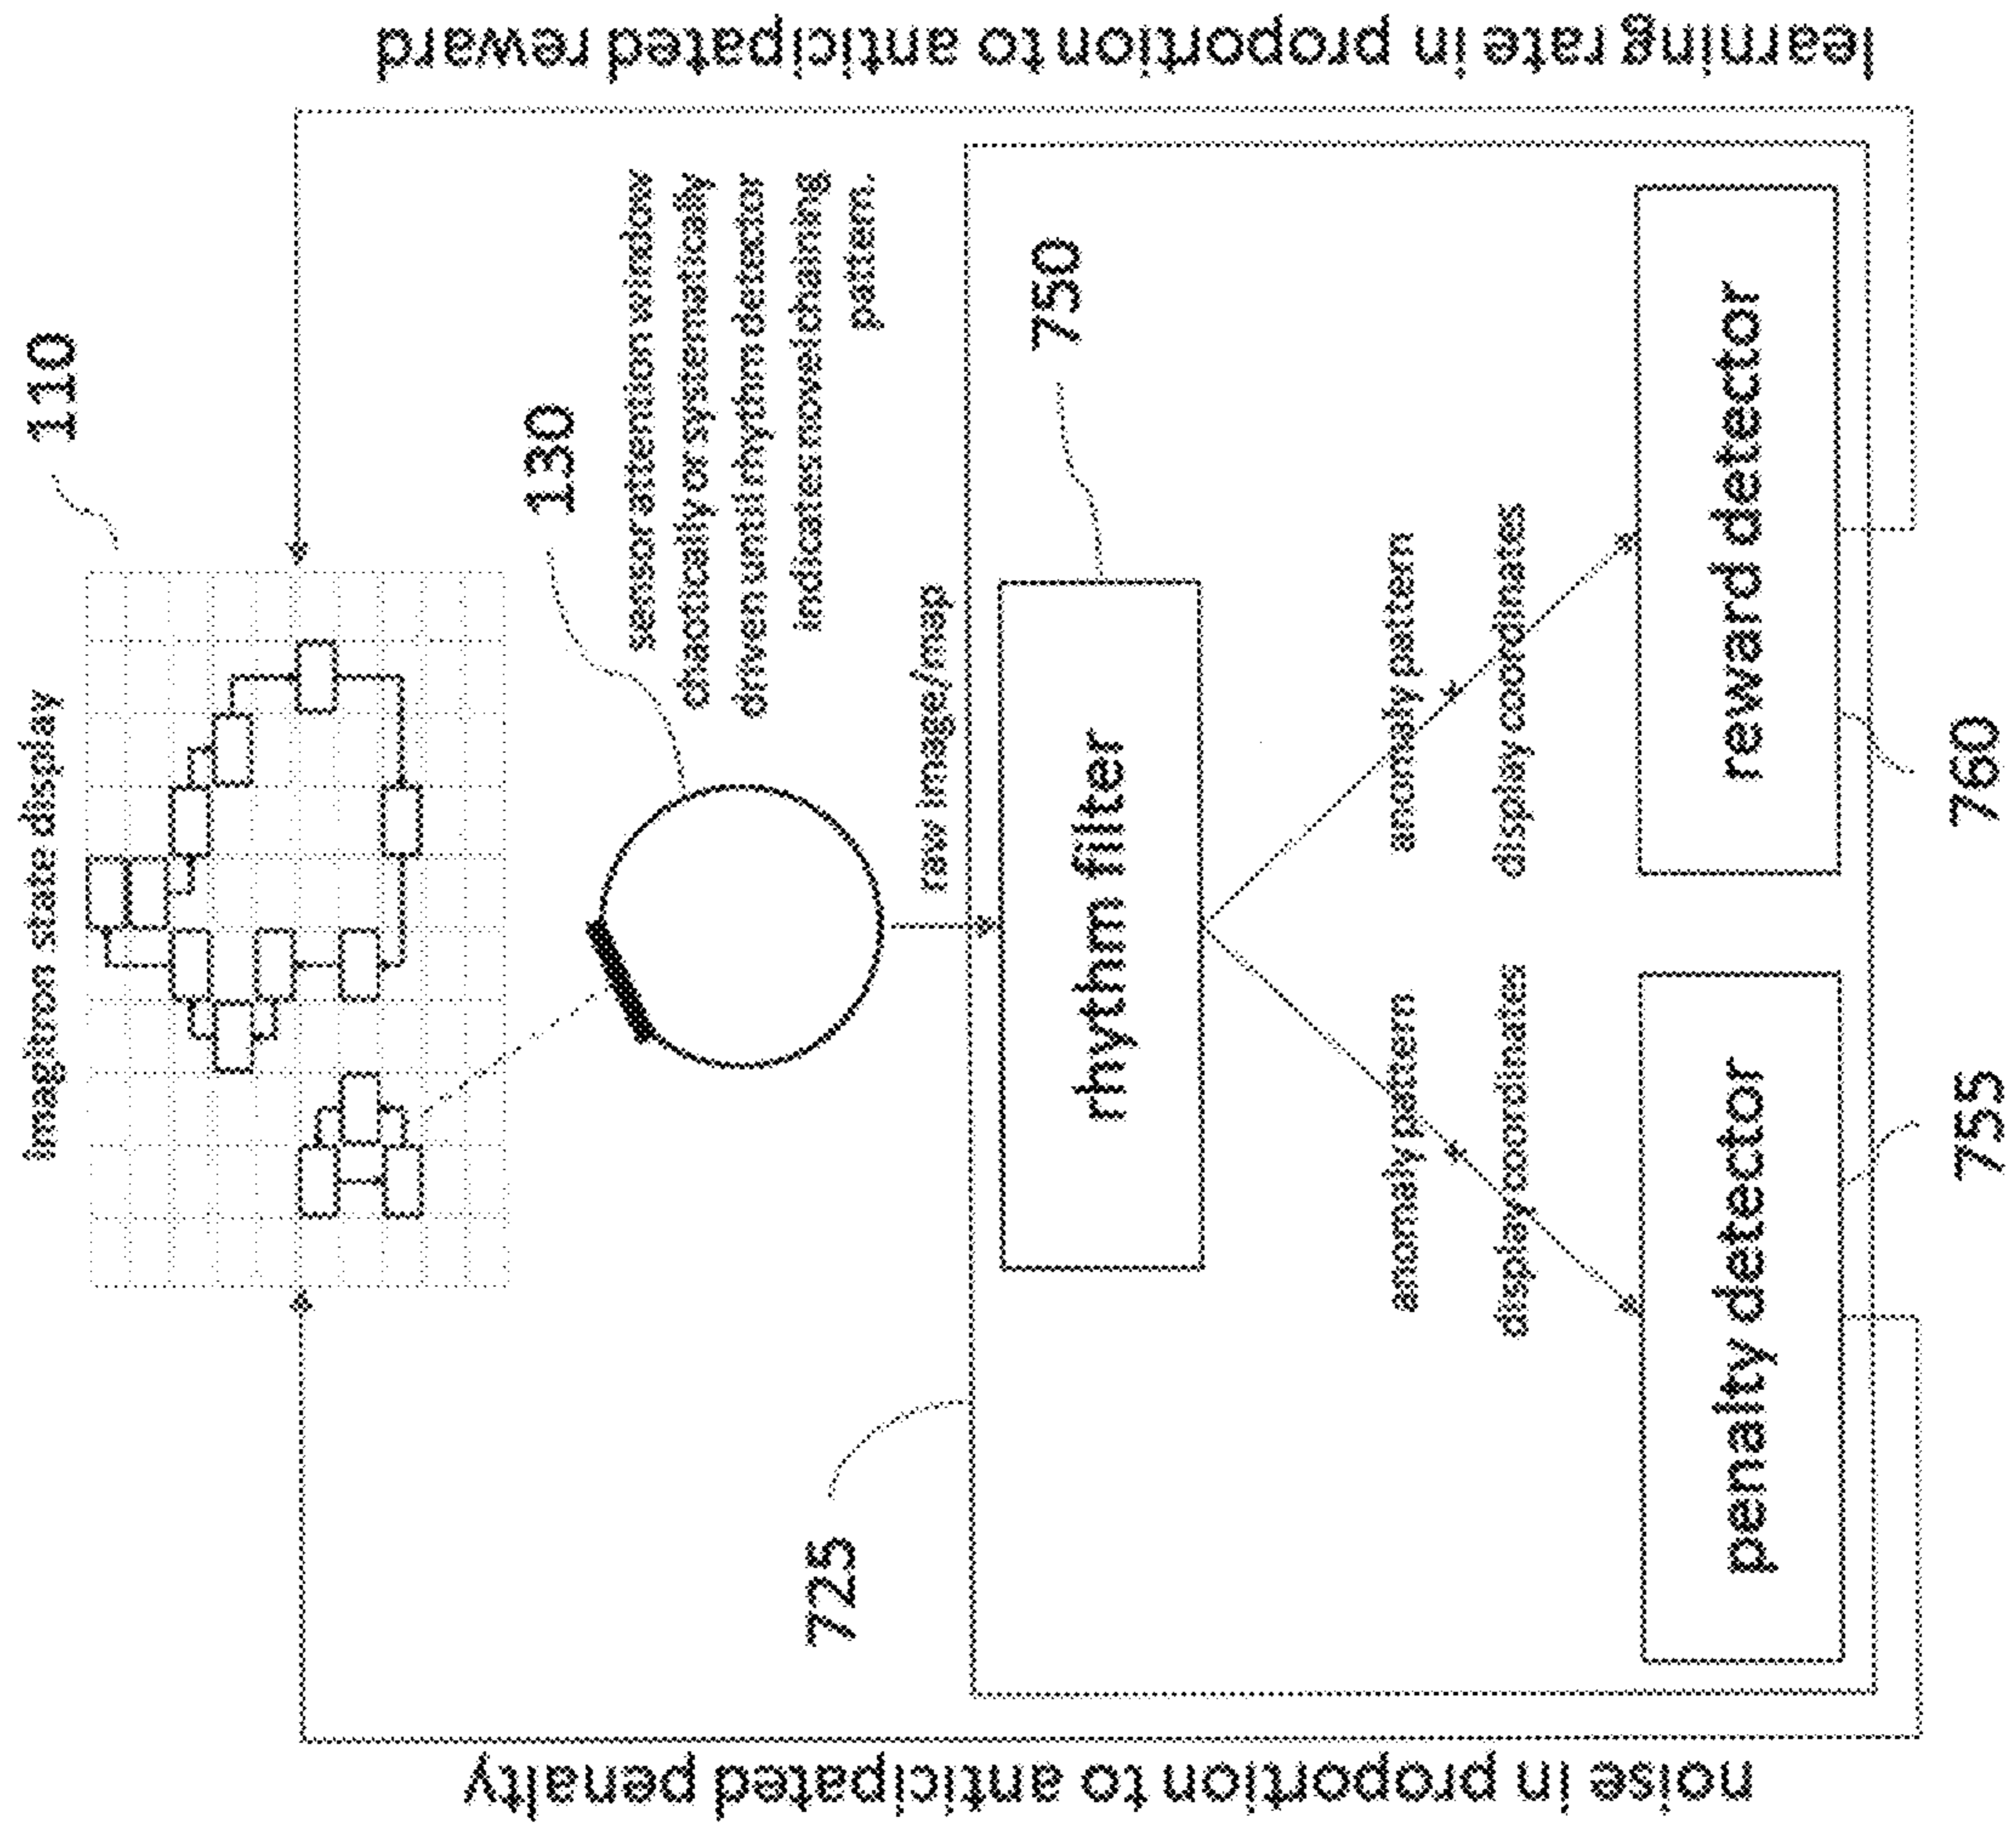 imagitron state display
110
130
sensor attention window
chaotically or systematically
driven until rhythm detector
indicates novel chaining
pattern.
raw image/map
725
rhythm filter
750
anomaly pattern
display coordinates
anomaly pattern
display coordinates
penalty detector
reward detector
755
760
noise in proportion to anticipated penalty
learning rate in proportion to anticipated reward